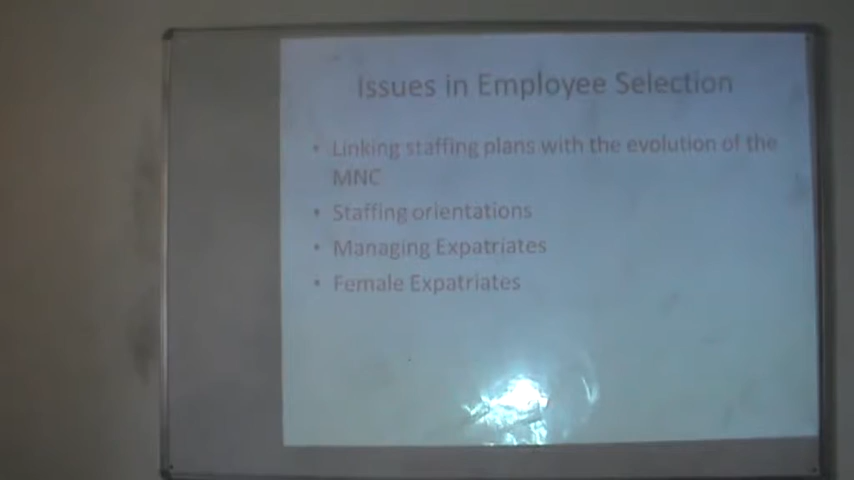 Issues in Employee Selection
• Linking staffing plans with the evolution of the
MNC
• Staffing orientations
• Managing Expatriates
• Female Expatriates